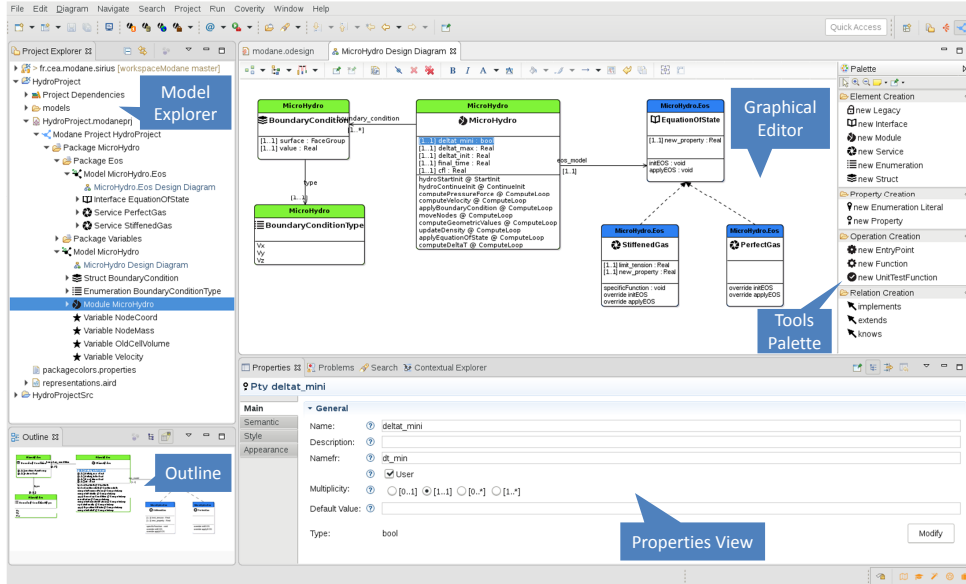 File Edit Diagram Navigate Search Project Run Coverity Window Help
Quick Access
Project Explorer
> fr.cea.modane.sirius [workspaceModane master]
HydroProject
Project Dependencies
models
HydroProject.modaneprj
Modane Project HydroProject
Package MicroHydro
Package Eos
Model MicroHydro.Eos
MicroHydro.Eos Design Diagram
Interface EquationOfState
Service PerfectGas
Service StiffenedGas
Package Variables
Model MicroHydro
MicroHydro Design Diagram
Struct BoundaryCondition
Enumeration BoundaryConditionType
Module MicroHydro
Variable NodeCoord
Variable NodeMass
Variable OldCellVolume
Variable Velocity
packagecolors.properties
representations.aird
HydroProjectSrc
Model
Explorer
Outline
Outline
modane.odesign
MicroHydro Design Diagram
MicroHydro
BoundaryCondition
[1..1] surface : FaceGroup
[1..1] value : Real
boundary_condition
[1..*]
type
[1..1]
MicroHydro
BoundaryConditionType
Vx
Vy
Vz
MicroHydro
MicroHydro
[1..1] deltat_mini : bool
[1..1] deltat_max : Real
[1..1] deltat_init : Real
[1..1] final_time : Real
[1..1] cfl : Real
hydroStartInit @ StartInit
hydroContinueInit @ ContinueInit
computePressureForce @ ComputeLoop
computeVelocity @ ComputeLoop
applyBoundaryCondition @ ComputeLoop
moveNodes @ ComputeLoop
computeGeometricValues @ ComputeLoop
updateDensity @ ComputeLoop
applyEquationOfState @ ComputeLoop
computeDeltaT @ ComputeLoop
eos_model
[1..1]
MicroHydro.Eos
EquationOfState
[1..1] new_property : Real
initEOS : void
applyEOS : void
MicroHydro.Eos
StiffenedGas
[1..1] limit_tension : Real
[1..1] new_property : Real
specificFunction : void
override initEOS
override applyEOS
MicroHydro.Eos
PerfectGas
override initEOS
override applyEOS
Graphical
Editor
Palette
Element Creation
new Legacy
new Interface
new Module
new Service
new Enumeration
new Struct
Property Creation
new Enumeration Literal
new Property
Operation Creation
new EntryPoint
new Function
new UnitTestFunction
Relation Creation
implements
extends
knows
Tools
Palette
Properties
Problems
Search
Contextual Explorer
Pty deltat_mini
Main
Semantic
Style
Appearance
General
Name: deltat_mini
Description:
Namefr: dt_min
User
Multiplicity: [0..1] [1..1] [0..*] [1..*]
Default Value:
Type: bool
Modify
Properties View